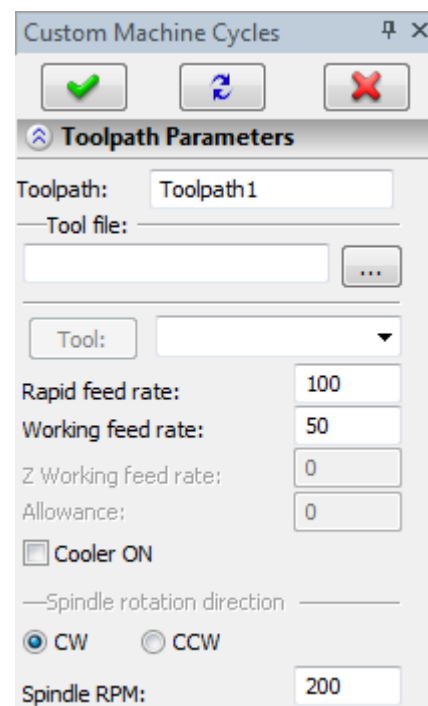 Custom Machine Cycles
Toolpath Parameters
Toolpath: Toolpath1
Tool file:
...
Tool:
Rapid feed rate: 100
Working feed rate: 50
Z Working feed rate: 0
Allowance: 0
Cooler ON
Spindle rotation direction
CW CCW
Spindle RPM: 200